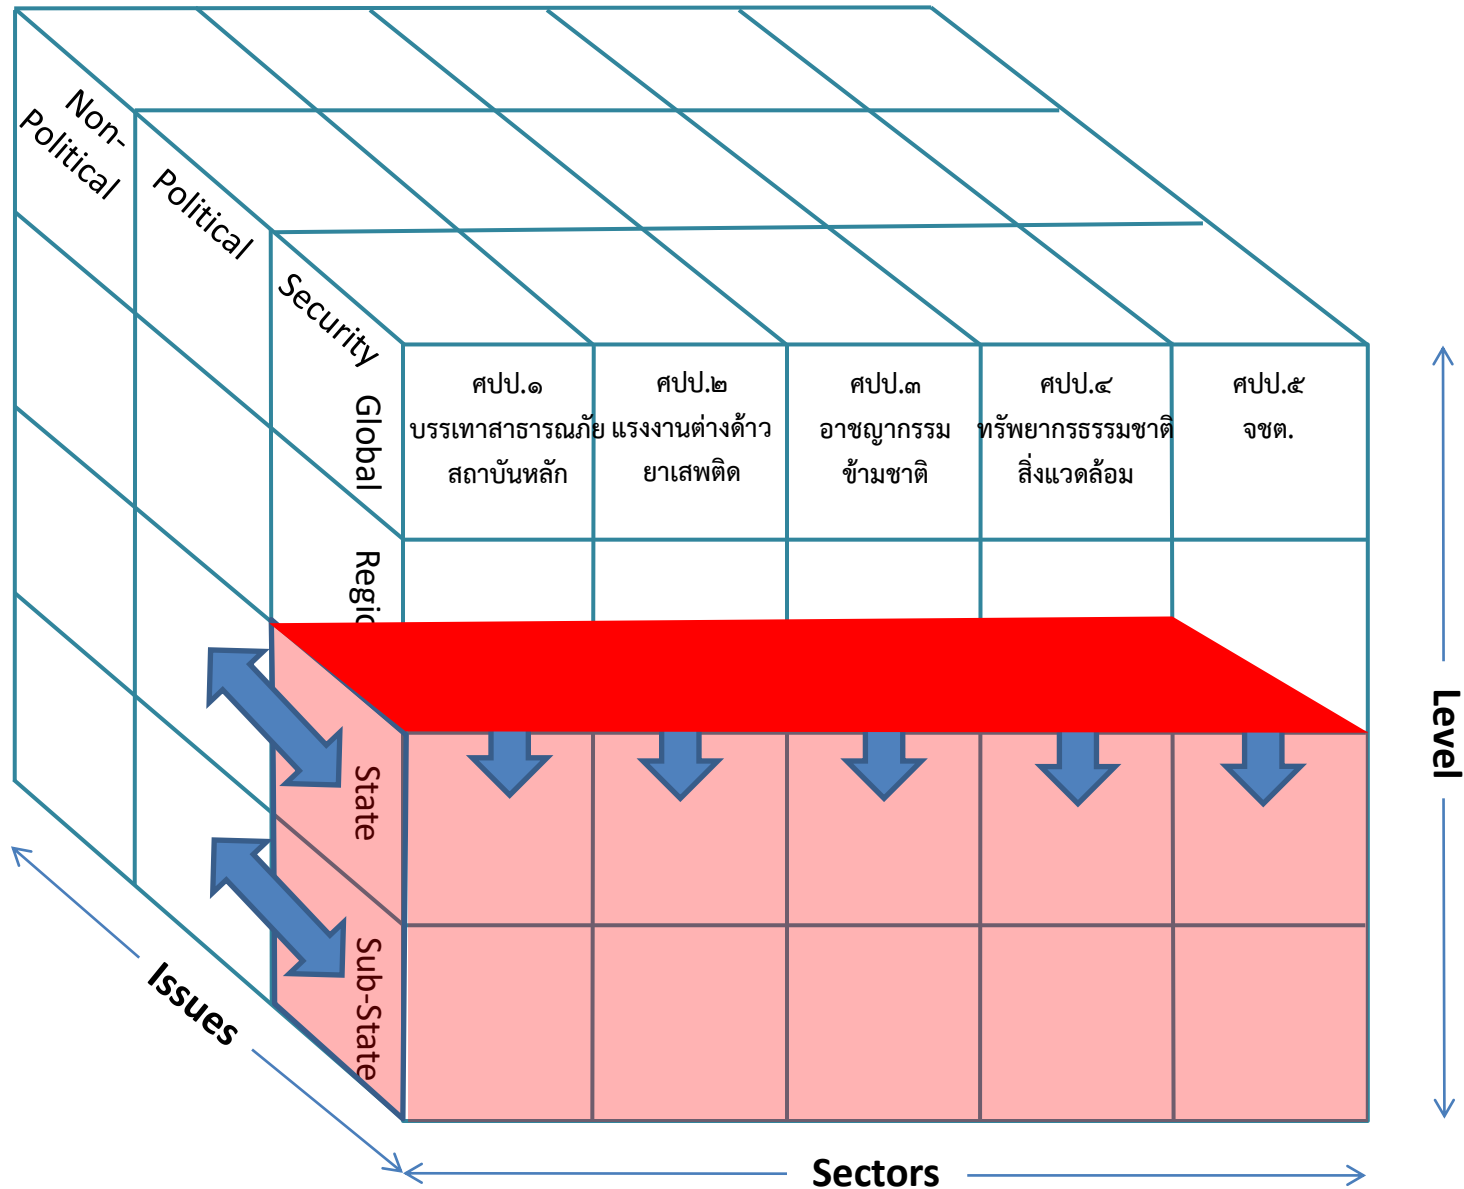 Non-
Political
Political
Security
Global
ศปป.๑
บรรเทาสาธารณภัย
สถาบันหลัก
ศปป.๒
แรงงานต่างด้าว
ยาเสพติด
ศปป.๓
อาชญากรรม
ข้ามชาติ
ศปป.๔
ทรัพยากรธรรมชาติ
สิ่งแวดล้อม
ศปป.๕
จชต.
State
Sub-State
Level
Issues
Sectors